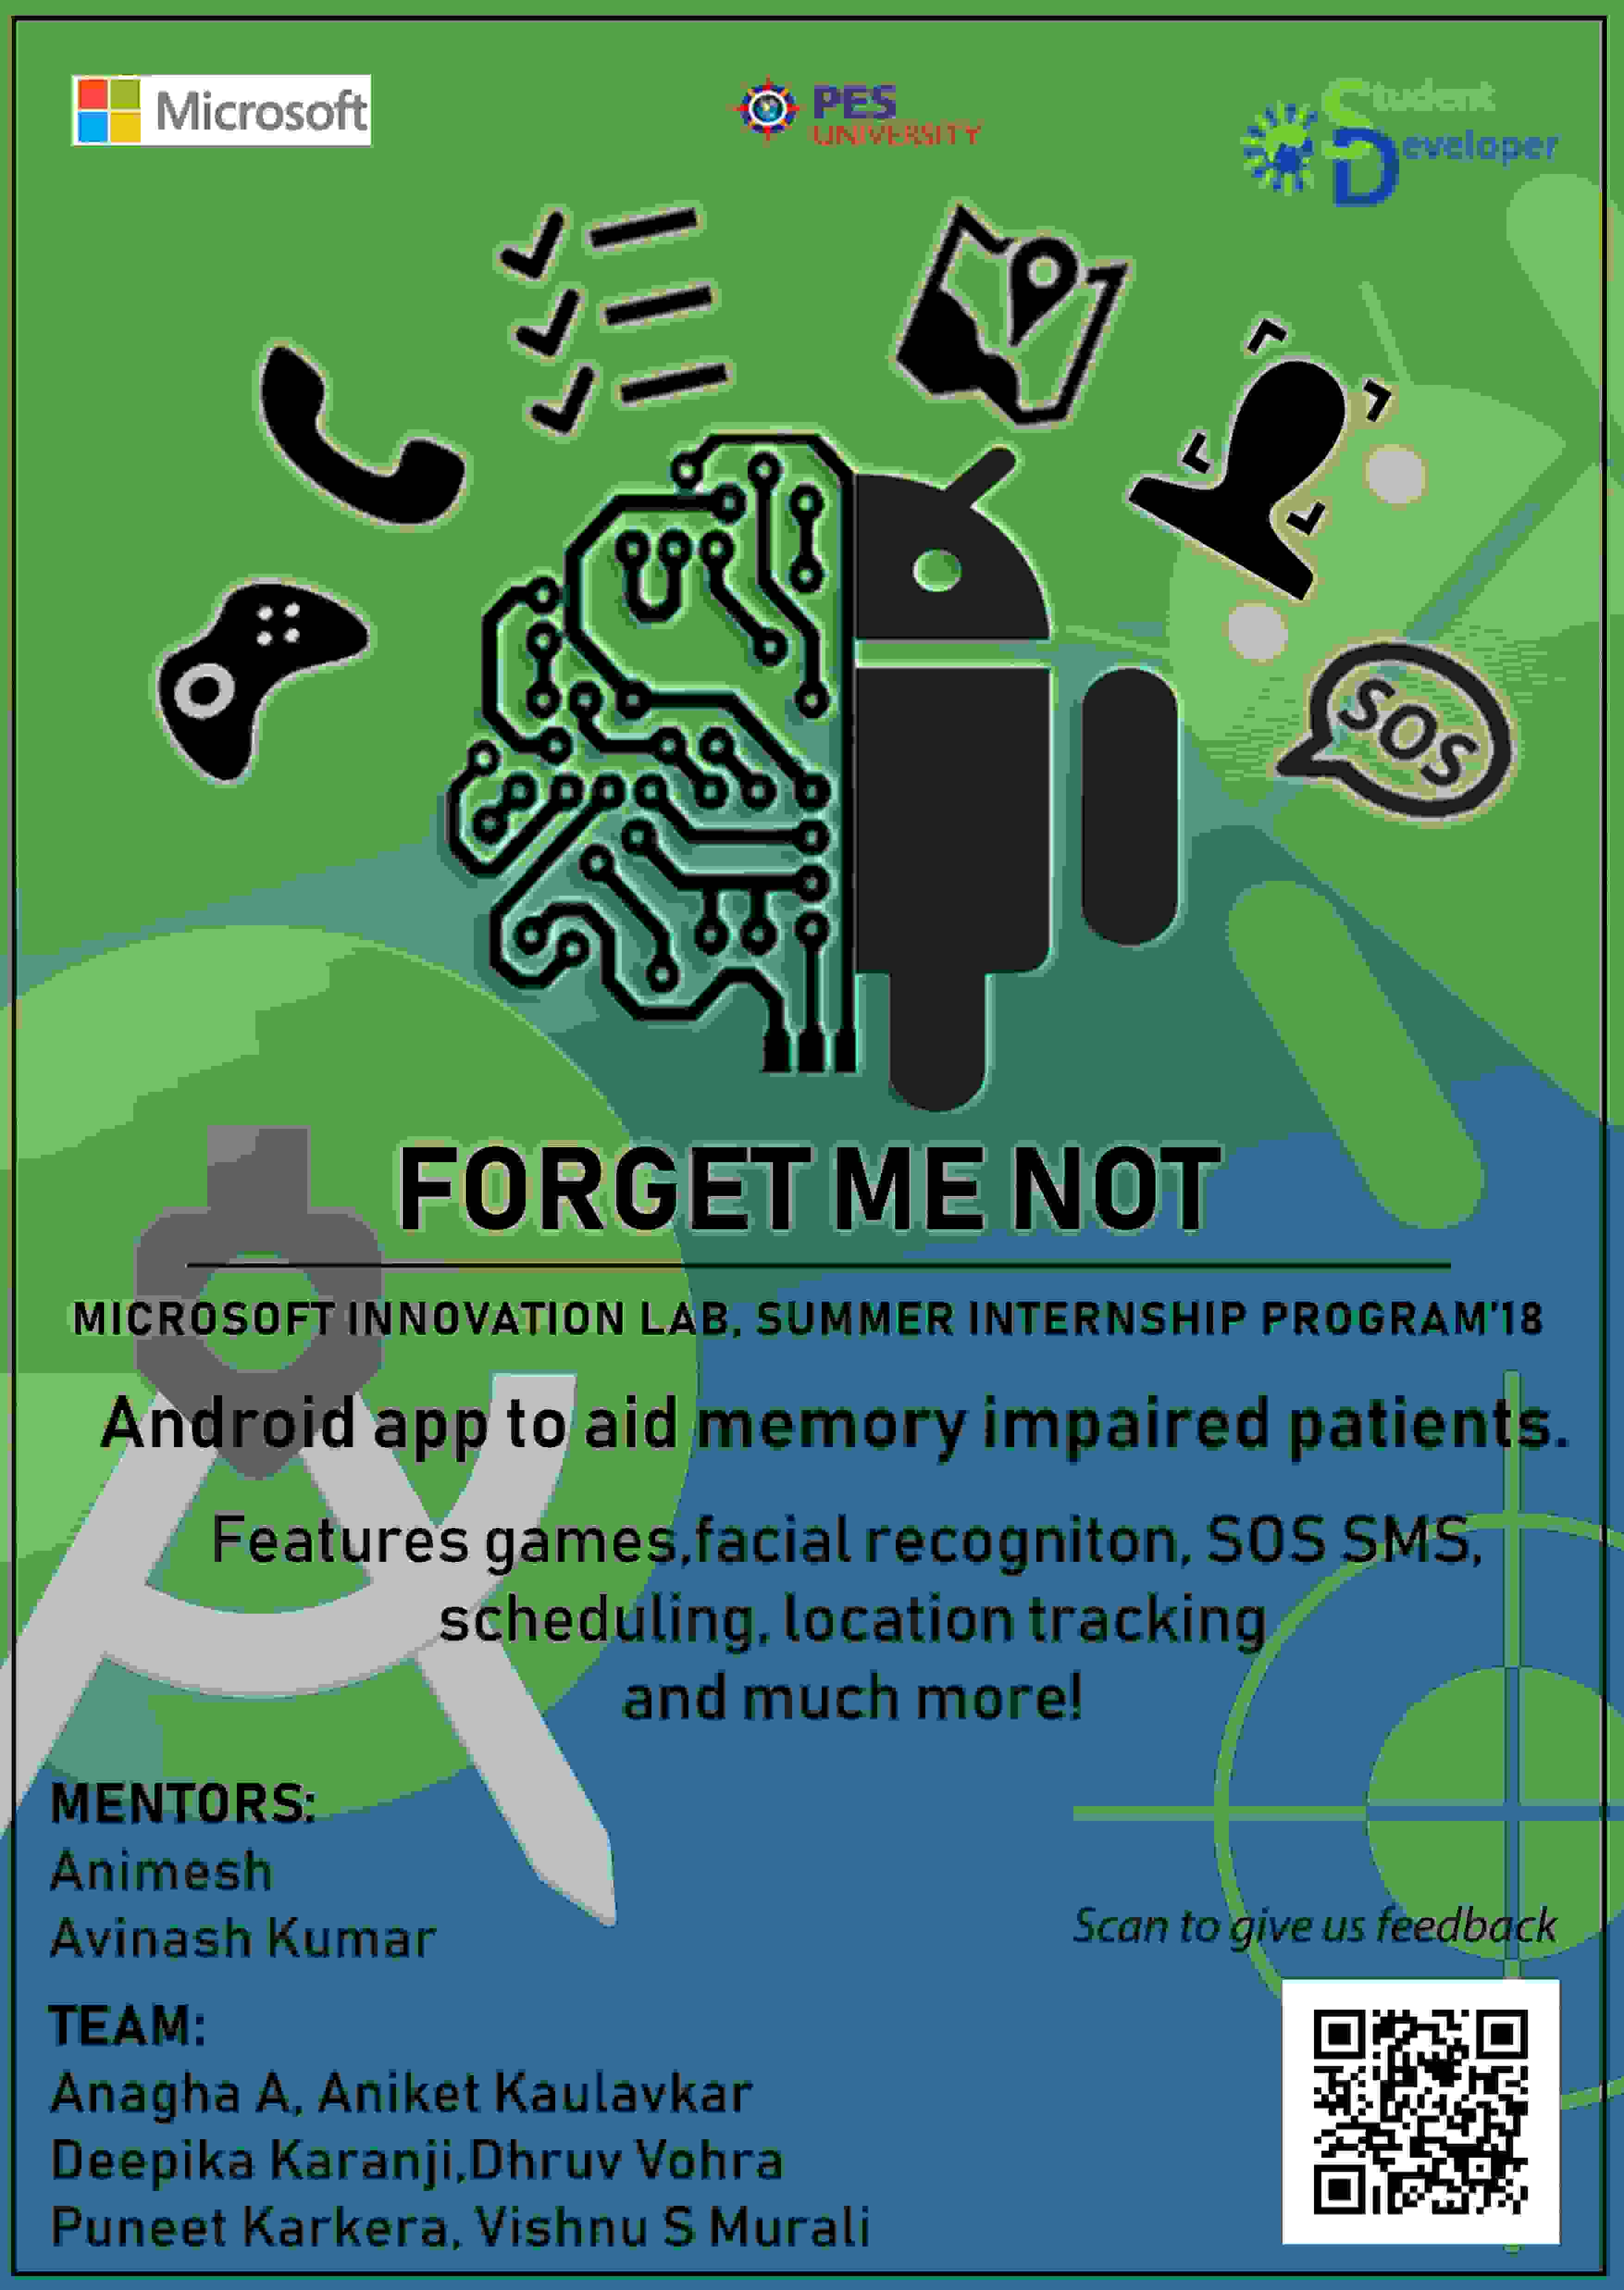 Microsoft
PES
UNIVERSITY
Student
Developer
SOS
FORGET ME NOT
MICROSOFT INNOVATION LAB, SUMMER INTERNSHIP PROGRAM'18
Android app to aid memory impaired patients.
Features games,facial recogniton, SOS SMS,
scheduling, location tracking
and much more!
MENTORS:
Animesh
Avinash Kumar
Scan to give us feedback
TEAM:
Anagha A, Aniket Kaulavkar
Deepika Karanji,Dhruv Vohra
Puneet Karkera, Vishnu S Murali